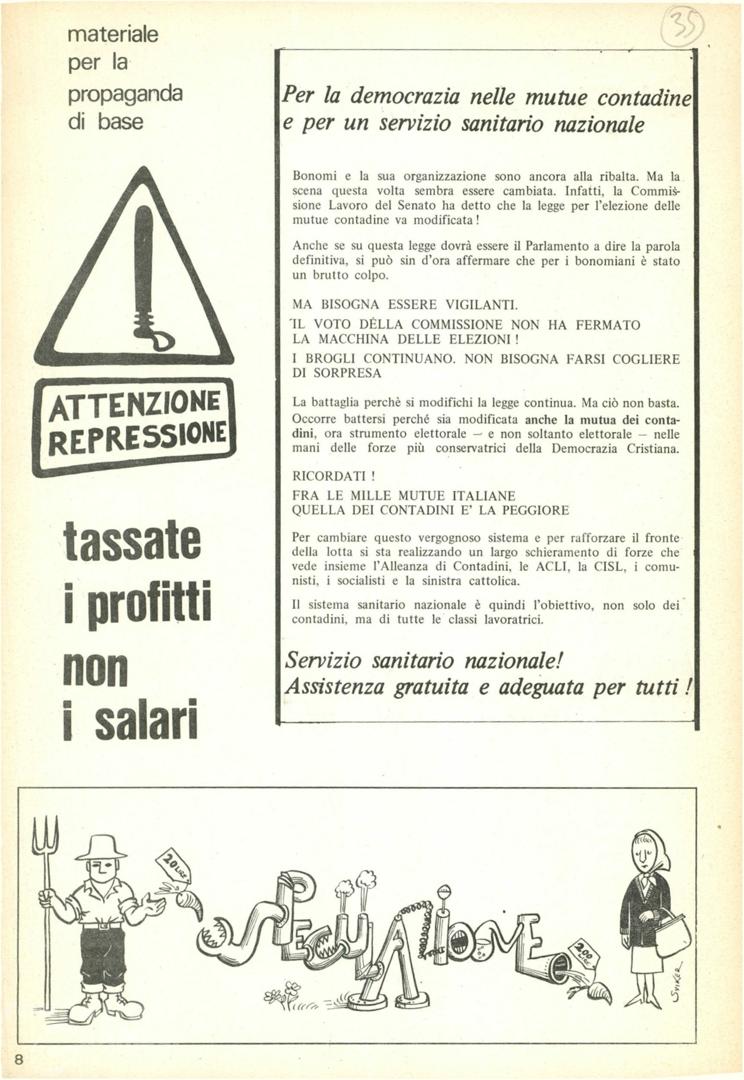 35
materiale
per la
propaganda
di base
ATTENZIONE
REPRESSIONE
tassate
i profitti
non
i salari
Per la democrazia nelle mutue contadine
e per un servizio sanitario nazionale
Bonomi e la sua organizzazione sono ancora alla ribalta. Ma la
scena questa volta sembra essere cambiata. Infatti, la Commis-
sione Lavoro del Senato ha detto che la legge per l'elezione delle
mutue contadine va modificata !
Anche se su questa legge dovrà essere il Parlamento a dire la parola
definitiva, si può sin d'ora affermare che per i bonomiani è stato
un brutto colpo.
MA BISOGNA ESSERE VIGILANTI.
IL VOTO DELLA COMMISSIONE NON HA FERMATO
LA MACCHINA DELLE ELEZIONI !
I BROGLI CONTINUANO. NON BISOGNA FARSI COGLIERE
DI SORPRESA
La battaglia perchè si modifichi la legge continua. Ma ciò non basta.
Occorre battersi perché sia modificata anche la mutua dei conta-
dini, ora strumento elettorale — e non soltanto elettorale — nelle
mani delle forze più conservatrici della Democrazia Cristiana.
RICORDATI !
FRA LE MILLE MUTUE ITALIANE
QUELLA DEI CONTADINI E' LA PEGGIORE
Per cambiare questo vergognoso sistema e per rafforzare il fronte
della lotta si sta realizzando un largo schieramento di forze che
vede insieme l'Alleanza di Contadini, le ACLI, la CISL, i comu-
nisti, i socialisti e la sinistra cattolica.
Il sistema sanitario nazionale è quindi l'obiettivo, non solo dei
contadini, ma di tutte le classi lavoratrici.
Servizio sanitario nazionale!
Assistenza gratuita e adeguata per tutti !
20 LIRE
SPECULAZIONE
200
SVIKER
8